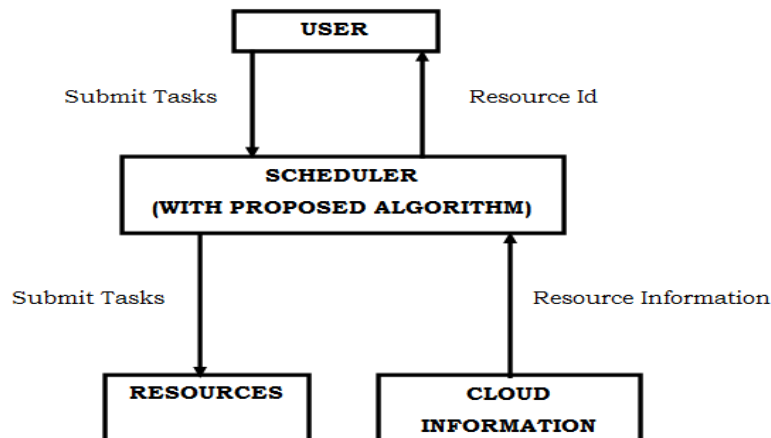 USER
Submit Tasks
Resource Id
SCHEDULER
(WITH PROPOSED ALGORITHM)
Submit Tasks
Resource Information
RESOURCES
CLOUD
INFORMATION